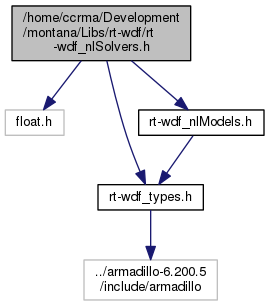 /home/ccrma/Development
/montana/Libs/rt-wdf/rt
-wdf_nlSolvers.h
float.h
rt-wdf_nlModels.h
rt-wdf_types.h
../armadillo-6.200.5
/include/armadillo